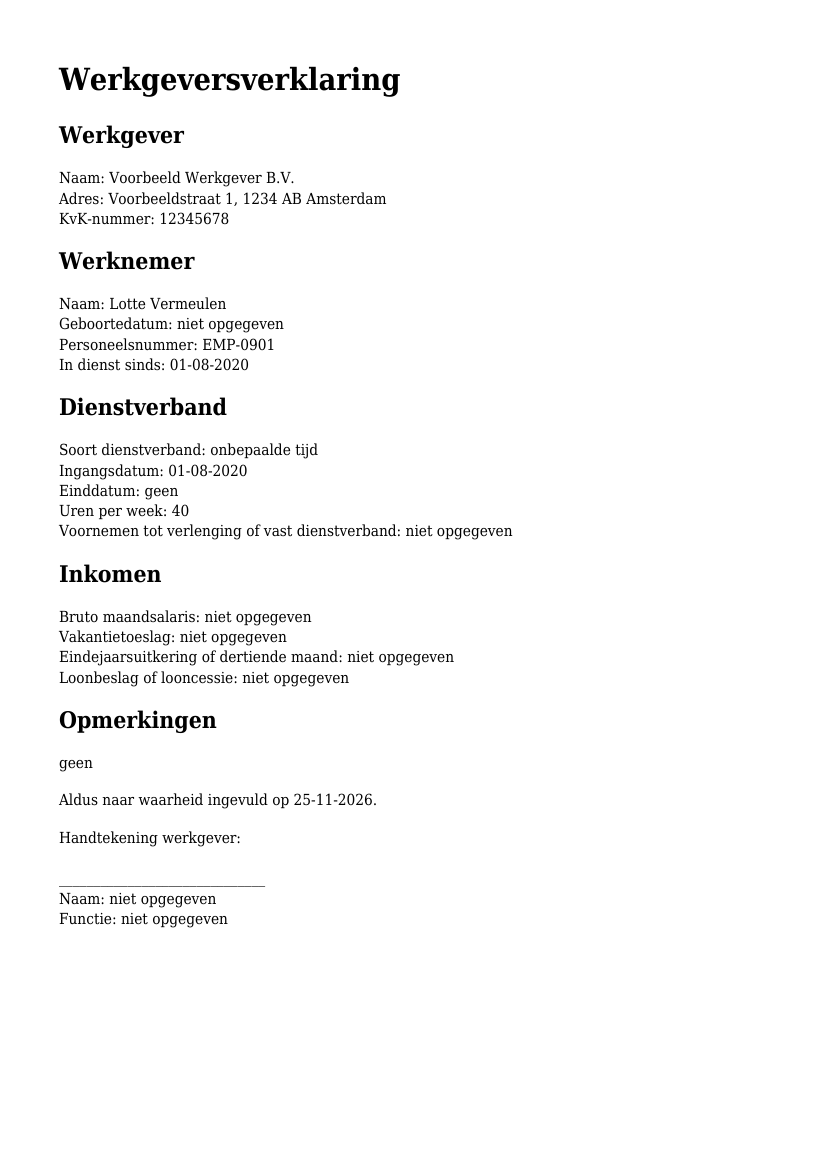 Werkgeversverklaring
Werkgever
Naam: Voorbeeld Werkgever B.V.
Adres: Voorbeeldstraat 1, 1234 AB Amsterdam
KvK-nummer: 12345678
Werknemer
Naam: Lotte Vermeulen
Geboortedatum: niet opgegeven
Personeelsnummer: EMP-0901
In dienst sinds: 01-08-2020
Dienstverband
Soort dienstverband: onbepaalde tijd
Ingangsdatum: 01-08-2020
Einddatum: geen
Uren per week: 40
Voornemen tot verlenging of vast dienstverband: niet opgegeven
Inkomen
Bruto maandsalaris: niet opgegeven
Vakantietoeslag: niet opgegeven
Eindejaarsuitkering of dertiende maand: niet opgegeven
Loonbeslag of looncessie: niet opgegeven
Opmerkingen
geen
Aldus naar waarheid ingevuld op 25-11-2026.
Handtekening werkgever:
____________________________
Naam: niet opgegeven
Functie: niet opgegeven